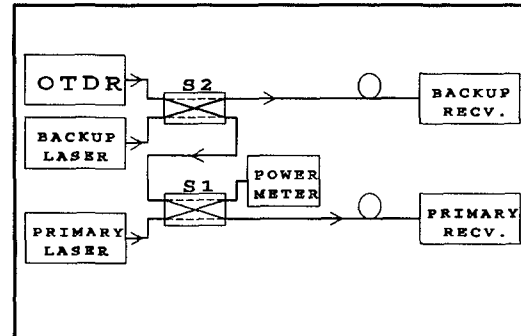 OTDR
S2
BACKUP
RECV.
BACKUP
LASER
S1
POWER
METER
PRIMARY
LASER
PRIMARY
RECV.